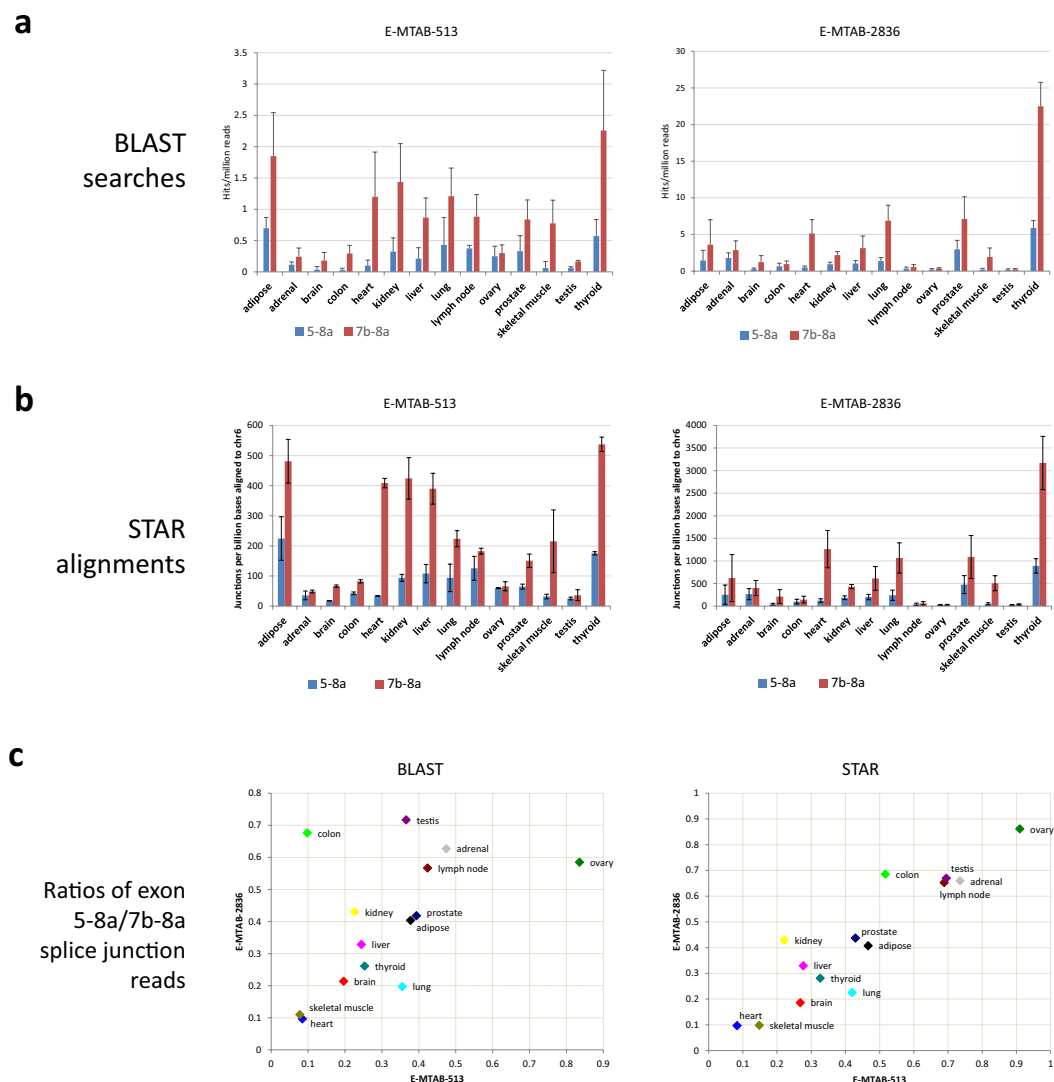 a
E-MTAB-513
E-MTAB-2836
BLAST
searches
Hits/million reads
3.5
3
2.5
2
1.5
1
0.5
0
adipose
adrenal
brain
colon
heart
kidney
liver
lung
lymph node
ovary
prostate
skeletal muscle
testis
thyroid
5-8a
7b-8a
Hits/million reads
30
25
20
15
10
5
0
adipose
adrenal
brain
colon
heart
kidney
liver
lung
lymph node
ovary
prostate
skeletal muscle
testis
thyroid
5-8a
7b-8a
b
E-MTAB-513
E-MTAB-2836
STAR
alignments
Junctions per billion bases aligned to chr6
600
500
400
300
200
100
0
adipose
adrenal
brain
colon
heart
kidney
liver
lung
lymph node
ovary
prostate
skeletal muscle
testis
thyroid
5-8a
7b-8a
Junctions per billion bases aligned to chr6
4000
3500
3000
2500
2000
1500
1000
500
0
adipose
adrenal
brain
colon
heart
kidney
liver
lung
lymph node
ovary
prostate
skeletal muscle
testis
thyroid
5-8a
7b-8a
c
BLAST
STAR
Ratios of exon
5-8a/7b-8a
splice junction
reads
E-MTAB-2836
0.8
0.7
0.6
0.5
0.4
0.3
0.2
0.1
0
testis
colon
adrenal
lymph node
ovary
kidney
prostate
adipose
liver
thyroid
brain
lung
skeletal muscle
heart
0 0.1 0.2 0.3 0.4 0.5 0.6 0.7 0.8 0.9
E-MTAB-513
E-MTAB-2836
1
0.9
0.8
0.7
0.6
0.5
0.4
0.3
0.2
0.1
0
ovary
colon
testis
adrenal
lymph node
kidney
prostate
adipose
liver
thyroid
brain
lung
heart
skeletal muscle
0 0.1 0.2 0.3 0.4 0.5 0.6 0.7 0.8 0.9 1
E-MTAB-513